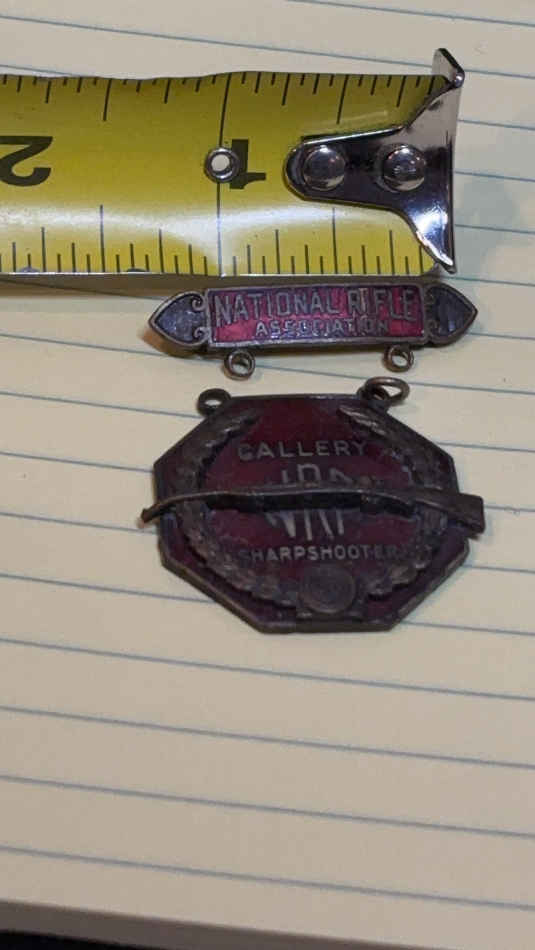 2
1
NATIONAL RIFLE
ASSOCIATION
GALLERY
NRA
SHARPSHOOTER